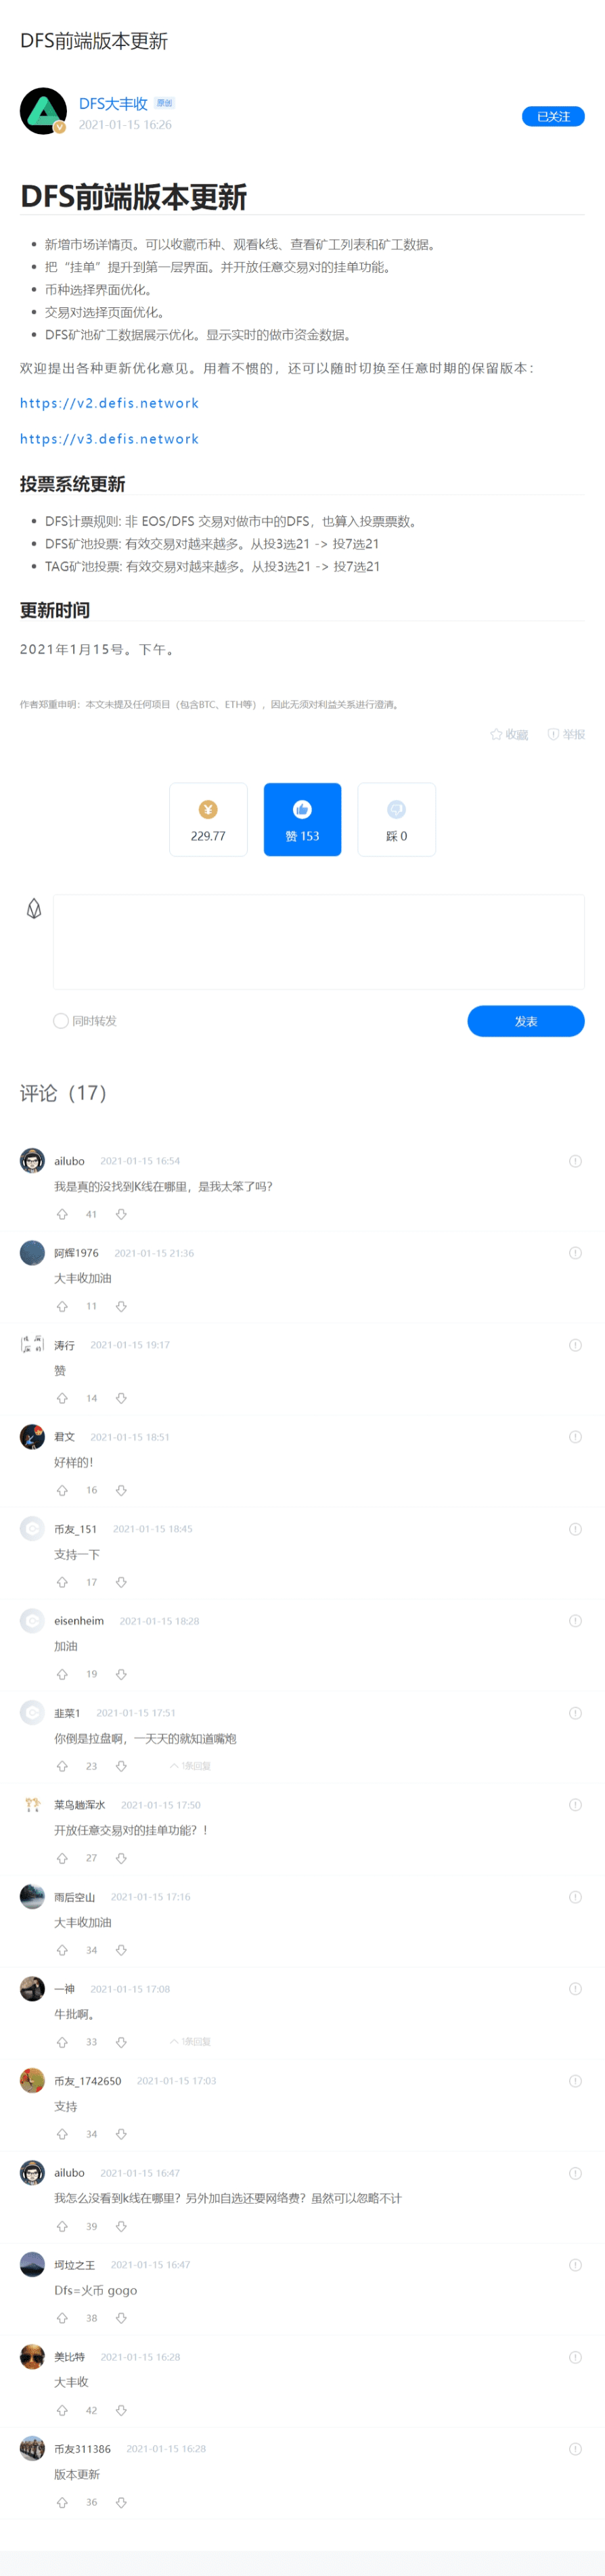 DFS前端版本更新
DFS大丰收 原创
2021-01-15 16:26
已关注
DFS前端版本更新
新增市场详情页。可以收藏币种、观看k线、查看矿工列表和矿工数据。
把“挂单”提升到第一层界面。并开放任意交易对的挂单功能。
币种选择界面优化。
交易对选择页面优化。
DFS矿池矿工数据展示优化。显示实时的做市资金数据。
欢迎提出各种更新优化意见。用着不惯的，还可以随时切换至任意时期的保留版本：
https://v2.defis.network
https://v3.defis.network
投票系统更新
DFS计票规则: 非 EOS/DFS 交易对做市中的DFS，也算入投票票数。
DFS矿池投票: 有效交易对越来越多。从投3选21 -> 投7选21
TAG矿池投票: 有效交易对越来越多。从投3选21 -> 投7选21
更新时间
2021年1月15号。下午。
作者郑重申明：本文未提及任何项目（包含BTC、ETH等），因此无须对利益关系进行澄清。
收藏 举报
229.77 赞 153 踩 0
同时转发 发表
评论（17）
ailubo 2021-01-15 16:54
我是真的没找到K线在哪里，是我太笨了吗？
41
阿辉1976 2021-01-15 21:36
大丰收加油
11
涛行 2021-01-15 19:17
赞
14
君文 2021-01-15 18:51
好样的！
16
币友_151 2021-01-15 18:45
支持一下
17
eisenheim 2021-01-15 18:28
加油
19
韭菜1 2021-01-15 17:51
你倒是拉盘啊，一天天的就知道嘴炮
23 1条回复
菜鸟趟浑水 2021-01-15 17:50
开放任意交易对的挂单功能？！
27
雨后空山 2021-01-15 17:16
大丰收加油
34
一神 2021-01-15 17:08
牛批啊。
33 1条回复
币友_1742650 2021-01-15 17:03
支持
34
ailubo 2021-01-15 16:47
我怎么没看到k线在哪里？另外加自选还要网络费？虽然可以忽略不计
39
坷垃之王 2021-01-15 16:47
Dfs=火币 gogo
38
美比特 2021-01-15 16:28
大丰收
42
币友311386 2021-01-15 16:28
版本更新
36